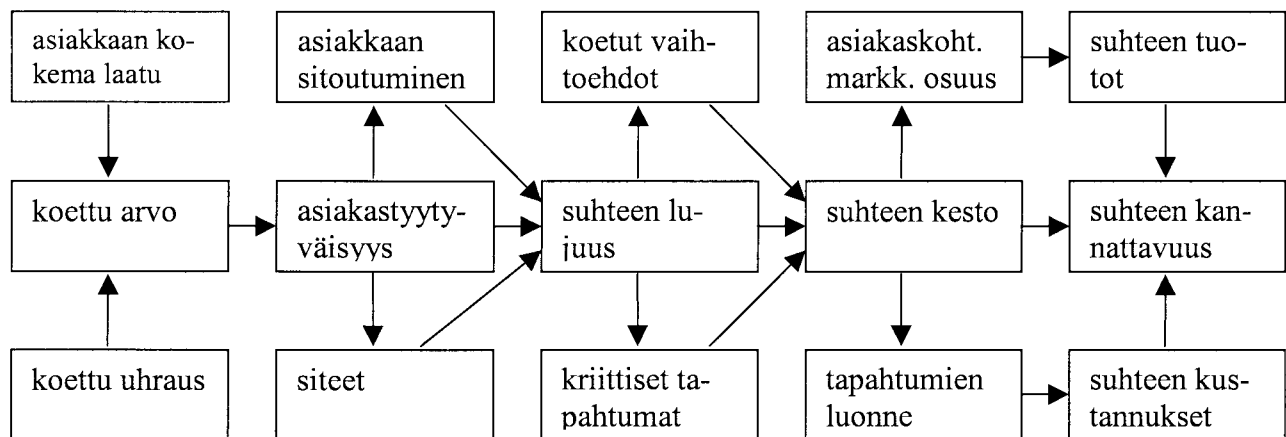 asiakkaan ko-
kema laatu
asiakkaan
sitoutuminen
koetut vaih-
toehdot
asiakaskoht.
markk. osuus
suhteen tuo-
tot
koettu arvo
asiakastyyty-
väisyys
suhteen lu-
juus
suhteen kesto
suhteen kan-
nattavuus
koettu uhraus
siteet
kriittiset ta-
pahtumat
tapahtumien
luonne
suhteen kus-
tannukset